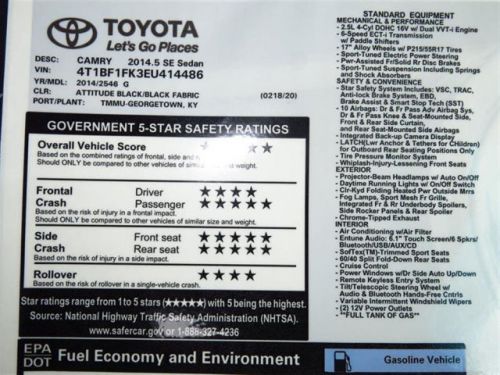 TOYOTA
Let's Go Places
DESC: CAMRY 2014.5 SE Sedan
VIN: 4T1BF1FK3EU414486
YR/MDL: 2014/2546 G
CLR: ATTITUDE BLACK/BLACK FABRIC (0218/20)
PORT/PLANT: TMMU-GEORGETOWN, KY
GOVERNMENT 5-STAR SAFETY RATINGS
Overall Vehicle Score ★★★★★
Based on the combined ratings of frontal, side and
Should ONLY be compared to other vehicles of
Frontal Driver ★★★★
Crash Passenger ★★★★★
Based on the risk of injury in a frontal impact.
Should ONLY be compared to other vehicles of similar size and weight.
Side Front seat ★★★★★
Crash Rear seat ★★★★★
Based on the risk of injury in a side impact.
Rollover ★★★★
Based on the risk of rollover in a single-vehicle crash.
Star ratings range from 1 to 5 stars (★★★★★) with 5 being the highest.
Source: National Highway Traffic Safety Administration (NHTSA).
www.safercar.gov or 1-888-327-4236
EPA
DOT Fuel Economy and Environment
Gasoline Vehicle
STANDARD EQUIPMENT
MECHANICAL & PERFORMANCE
- 2.5L 4-Cyl DOHC 16V w/ Dual VVT-i Engine
- 6-Speed ECT-i Transmission
w/ Paddle Shifters
- 17" Alloy Wheels w/ P215/55R17 Tires
- Sport-Tuned Electric Power Steering
- Pwr-Assisted Fr/Solid Rr Disc Brakes
- Sport-Tuned Suspension Including Springs
and Shock Absorbers
SAFETY & CONVENIENCE
- Star Safety System Includes: VSC, TRAC,
Anti-lock Brake System, EBD,
Brake Assist & Smart Stop Tech (SST)
- 10 Airbags: Dr & Psn Adv Airbag Sys,
Dr & Fr Psn Knee & Seat-Mounted Side,
Front & Rear Side Curtain,
and Rear Seat-Mounted Side Airbags
- Integrated Back-up Camera Display
- LATCH(Lwr Anchor & Tethers for CHildren)
for Outboard Rear Seating Positions Only)
- Tire Pressure Monitor System
- Whiplash-Injury-Lessening Front Seats
EXTERIOR
- Projector-Beam Headlamps w/ Auto On/Off
- Daytime Running Lights w/ On/Off Switch
- Clr-Kyd Folding Heated Pwr Outside Mrrs
- Fog Lamps, Sport Mesh Fr Grille,
Integrated Fr & Rr Underbody Spoilers,
Side Rocker Panels & Rear Spoiler
- Chrome-Tipped Exhaust
INTERIOR
- Air Conditioning w/Air Filter
- Entune Audio: 6.1" Touch Screen/6 Spkrs/
Bluetooth/USB/AUX/CD
- SofTex(TM)-Trimmed Sport Seats
- 60/40 Split Fold-Down Rear Seats
- Cruise Control
- Power Windows w/Dr Side Auto Up/Down
- Remote Keyless Entry System
- Tilt/Telescopic Steering Wheel w/
Audio & Bluetooth Hands-Free Cntrls
- Variable Intermittent Windshield Wipers
- (2) 12V Power Outlets
- **FULL TANK OF GAS**